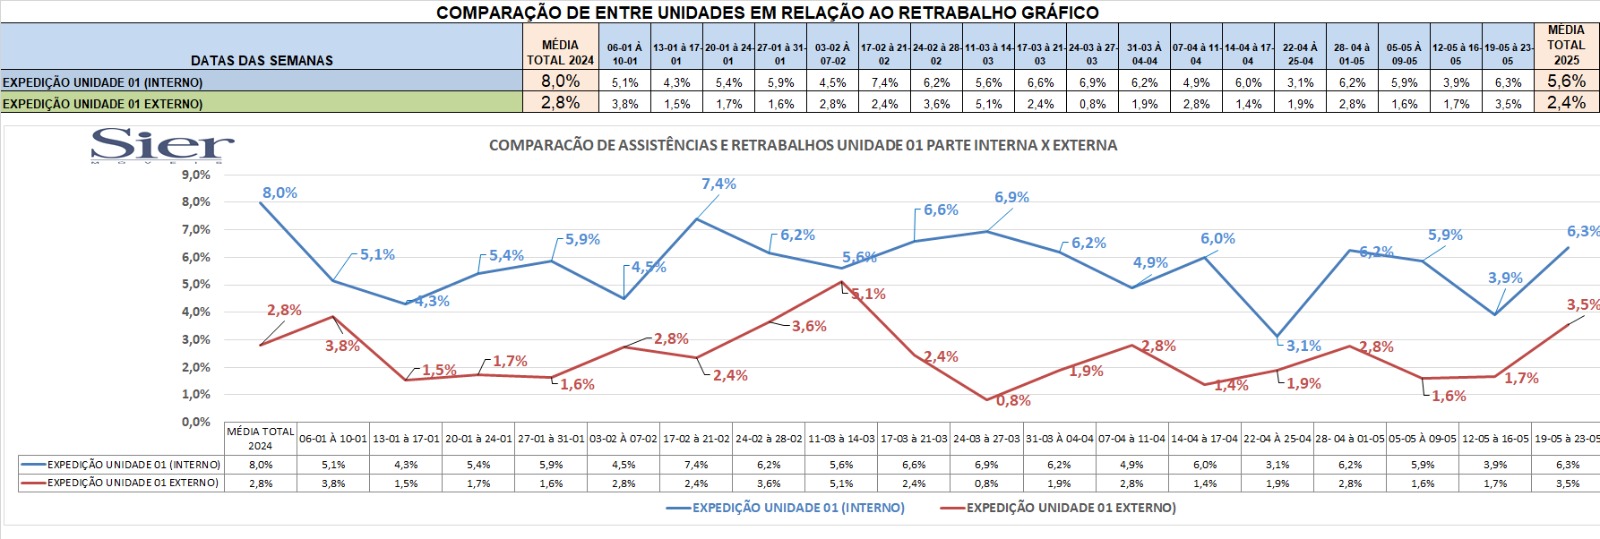 COMPARAÇÃO DE ENTRE UNIDADES EM RELAÇÃO AO RETRABALHO GRÁFICO
DATAS DAS SEMANAS MÉDIA TOTAL 2024 06-01 À 10-01 13-01 à 17-01 20-01 à 24-01 27-01 à 31-01 03-02 À 07-02 17-02 à 21-02 24-02 à 28-02 11-03 à 14-03 17-03 à 21-03 24-03 à 27-03 31-03 À 04-04 07-04 à 11-04 14-04 à 17-04 22-04 À 25-04 28- 04 à 01-05 05-05 À 09-05 12-05 à 16-05 19-05 à 23-05 MÉDIA TOTAL 2025
EXPEDIÇÃO UNIDADE 01 (INTERNO) 8,0% 5,1% 4,3% 5,4% 5,9% 4,5% 7,4% 6,2% 5,6% 6,6% 6,9% 6,2% 4,9% 6,0% 3,1% 6,2% 5,9% 3,9% 6,3% 5,6%
EXPEDIÇÃO UNIDADE 01 EXTERNO) 2,8% 3,8% 1,5% 1,7% 1,6% 2,8% 2,4% 3,6% 5,1% 2,4% 0,8% 1,9% 2,8% 1,4% 1,9% 2,8% 1,6% 1,7% 3,5% 2,4%
Sier
MÓVEIS
COMPARACÃO DE ASSISTÊNCIAS E RETRABALHOS UNIDADE 01 PARTE INTERNA X EXTERNA
9,0%
8,0%
7,0%
6,0%
5,0%
4,0%
3,0%
2,0%
1,0%
0,0%
8,0% 5,1% 4,3% 5,4% 5,9% 4,5% 7,4% 6,2% 5,6% 6,6% 6,9% 6,2% 4,9% 6,0% 3,1% 6,2% 5,9% 3,9% 6,3%
2,8% 3,8% 1,5% 1,7% 1,6% 2,8% 2,4% 3,6% 5,1% 2,4% 0,8% 1,9% 2,8% 1,4% 1,9% 2,8% 1,6% 1,7% 3,5%
MÉDIA TOTAL 2024 06-01 À 10-01 13-01 à 17-01 20-01 à 24-01 27-01 à 31-01 03-02 À 07-02 17-02 à 21-02 24-02 à 28-02 11-03 à 14-03 17-03 à 21-03 24-03 à 27-03 31-03 À 04-04 07-04 à 11-04 14-04 à 17-04 22-04 À 25-04 28- 04 à 01-05 05-05 À 09-05 12-05 à 16-05 19-05 à 23-05
EXPEDIÇÃO UNIDADE 01 (INTERNO) 8,0% 5,1% 4,3% 5,4% 5,9% 4,5% 7,4% 6,2% 5,6% 6,6% 6,9% 6,2% 4,9% 6,0% 3,1% 6,2% 5,9% 3,9% 6,3%
EXPEDIÇÃO UNIDADE 01 EXTERNO) 2,8% 3,8% 1,5% 1,7% 1,6% 2,8% 2,4% 3,6% 5,1% 2,4% 0,8% 1,9% 2,8% 1,4% 1,9% 2,8% 1,6% 1,7% 3,5%
EXPEDIÇÃO UNIDADE 01 (INTERNO) EXPEDIÇÃO UNIDADE 01 EXTERNO)